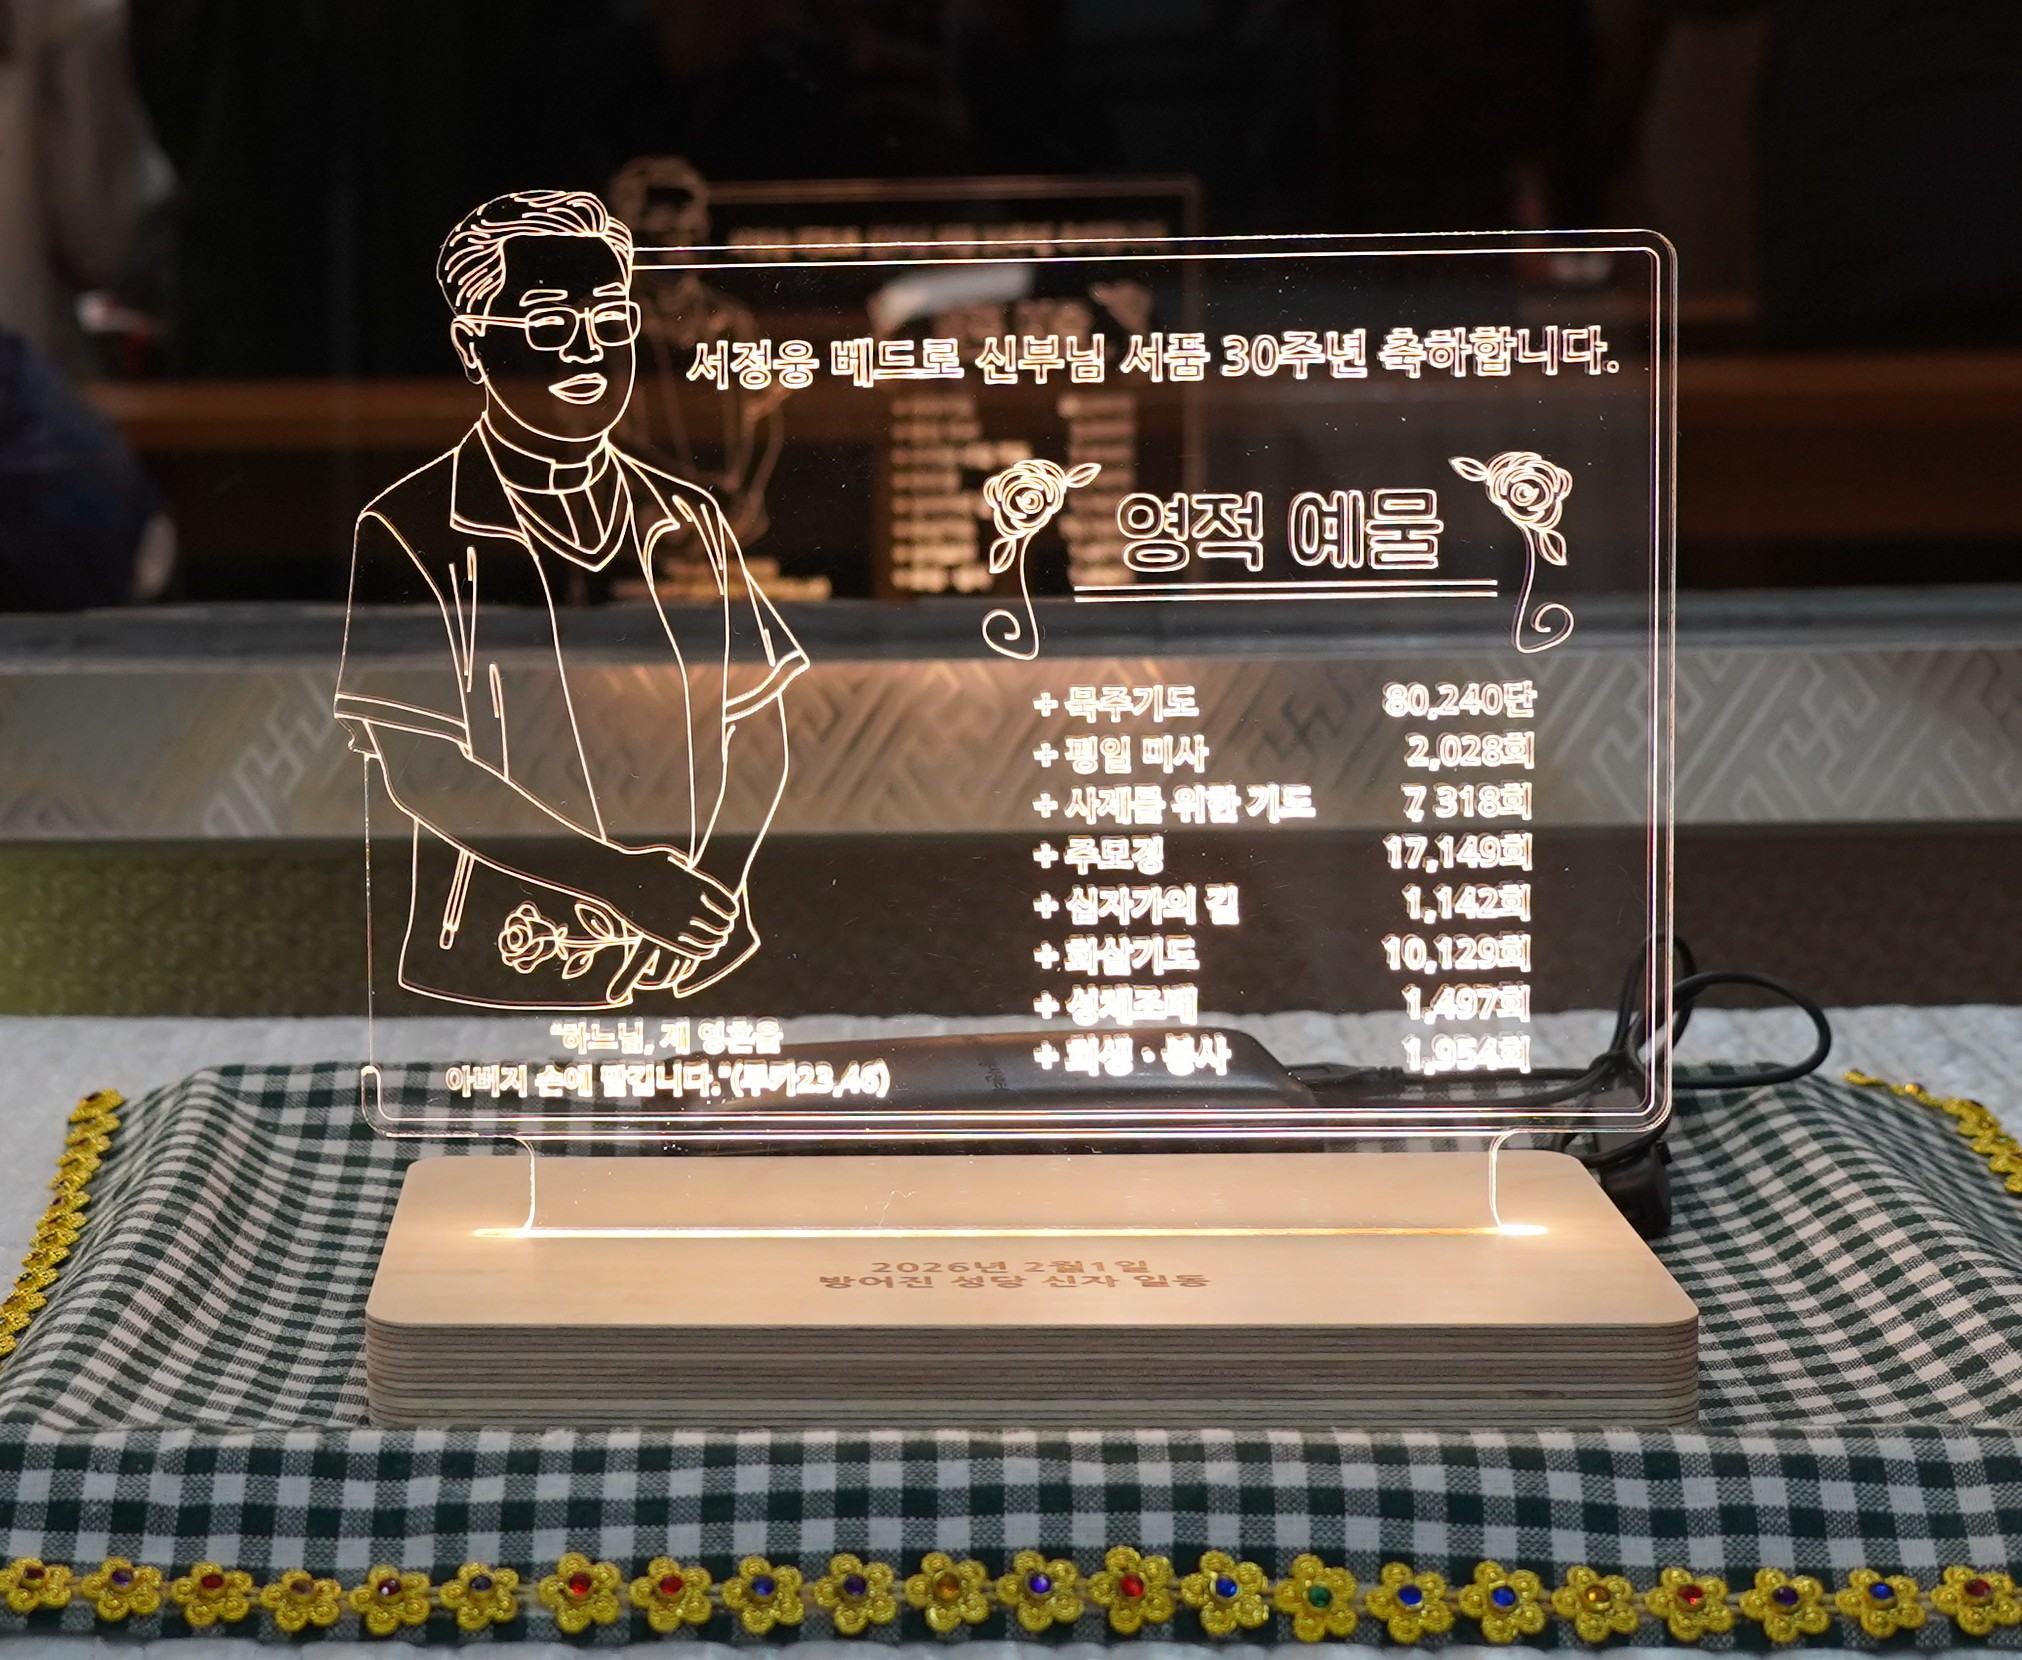 서정웅 베드로 신부님 서품 30주년 축하합니다.
영적 예물
+ 묵주기도 80,240단
+ 평일 미사 2,028회
+ 사제를 위한 기도 7,318회
+ 주모경 17,149회
+ 십자가의 길 1,142회
+ 화살기도 10,129회
+ 성체조배 1,497회
+ 희생·봉사 1,954회
"하느님, 제 영혼을
아버지 손에 맡깁니다."(루카23,46)
2026년 2월1일
방어진 성당 신자 일동